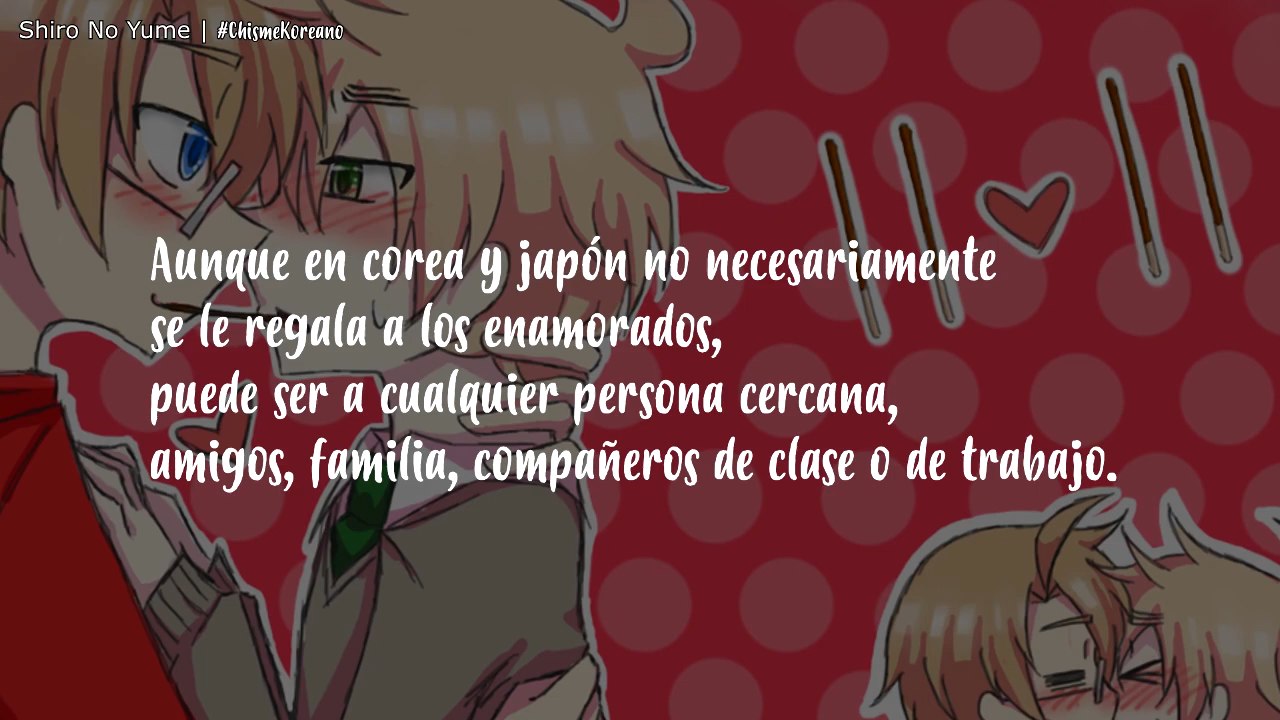 Shiro No Yume | #ChismeKoreano
Aunque en corea y japón no necesariamente
se le regala a los enamorados,
puede ser a cualquier persona cercana,
amigos, familia, compañeros de clase o de trabajo.